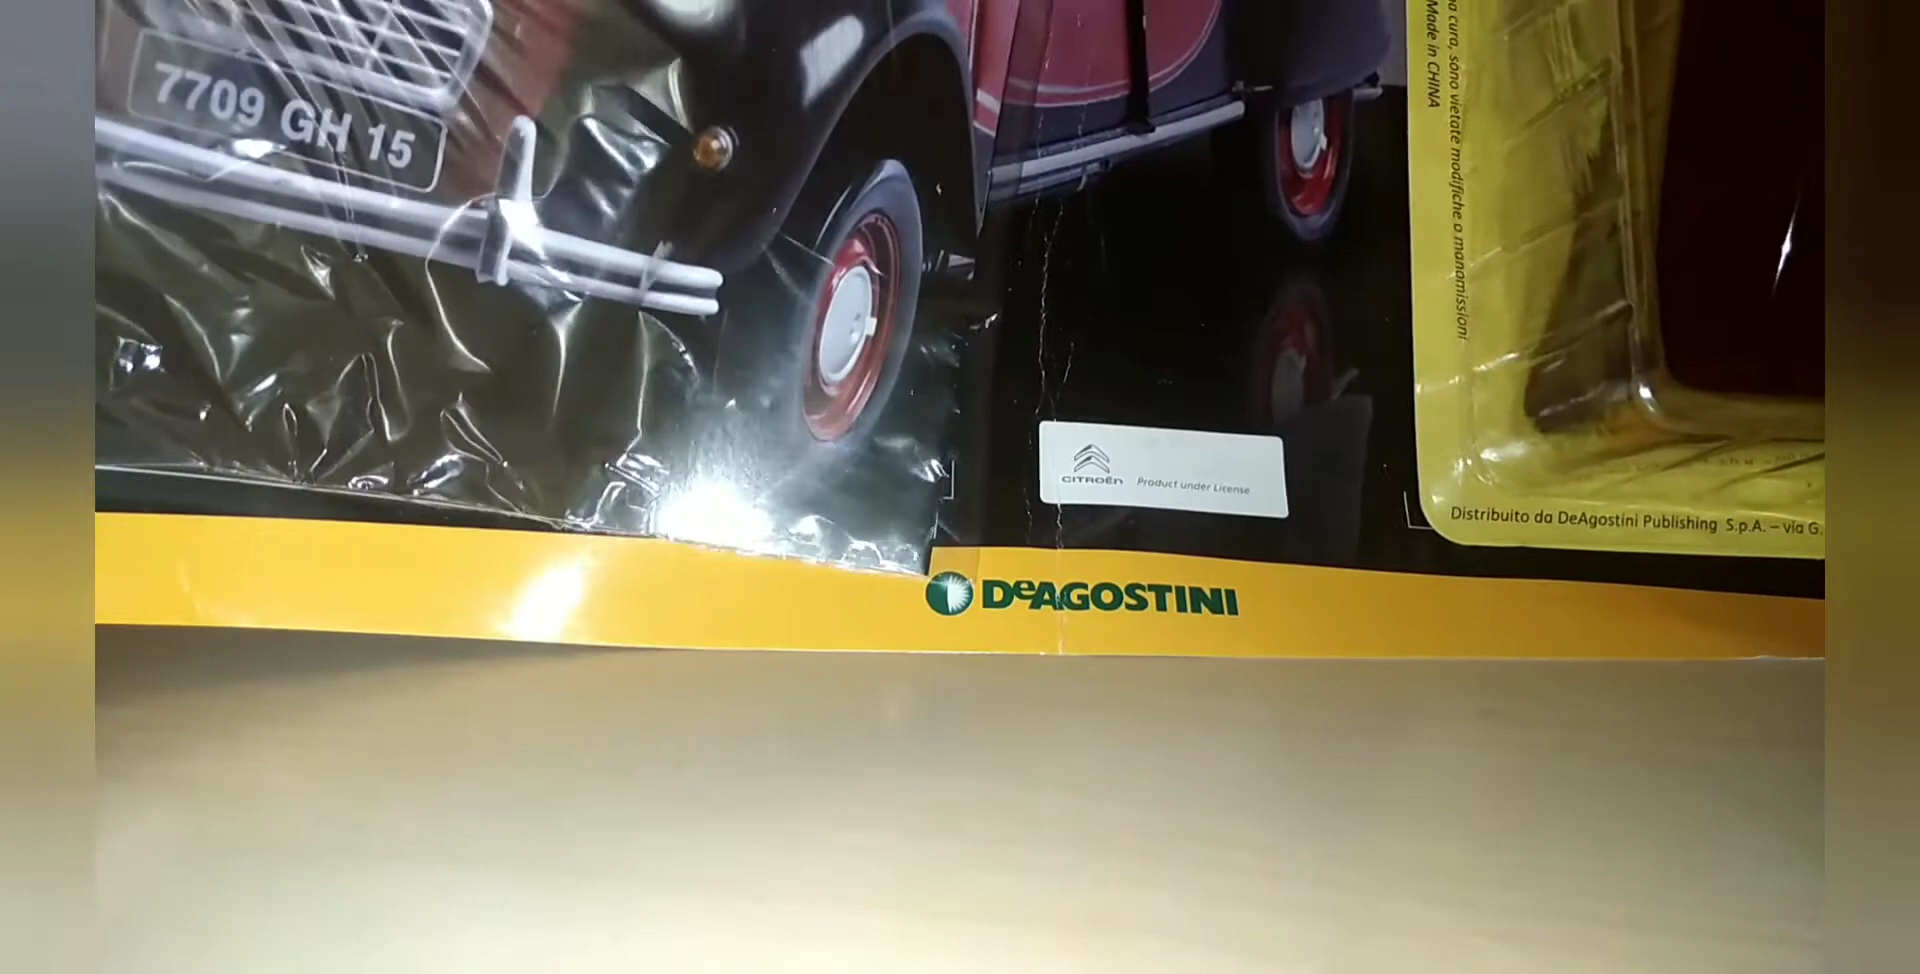 7709 GH 15
a cura, sono vietate modifiche o manomissioni
Made in CHINA
CITROËN Product under License
Distribuito da DeAgostini Publishing S.p.A. – via G.
DeAGOSTINI